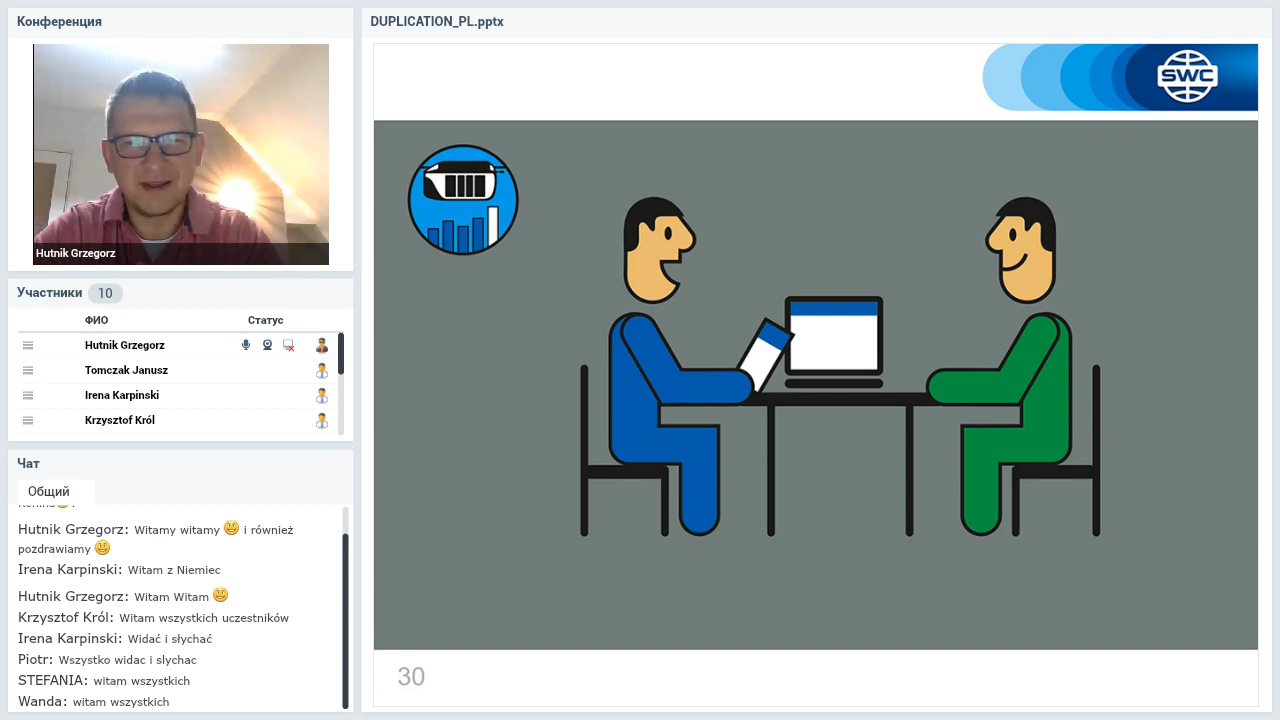 Конференция
Hutnik Grzegorz
Участники 10
ФИО Статус
Hutnik Grzegorz
Tomczak Janusz
Irena Karpinski
Krzysztof Król
Чат
Общий
Hutnik Grzegorz: Witamy witamy i również
pozdrawiamy
Irena Karpinski: Witam z Niemiec
Hutnik Grzegorz: Witam Witam
Krzysztof Król: Witam wszystkich uczestników
Irena Karpinski: Widać i słychać
Piotr: Wszystko widac i slychac
STEFANIA: witam wszystkich
Wanda: witam wszystkich
DUPLICATION_PL.pptx
SWC
30